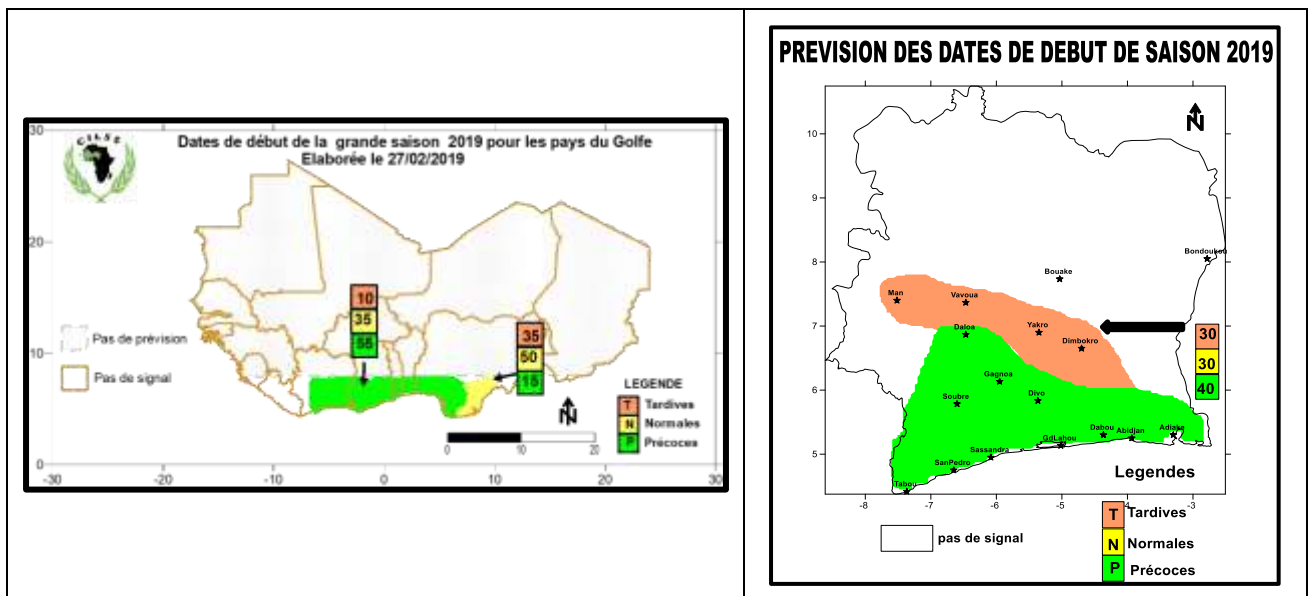 CILSS
Dates de début de la grande saison 2019 pour les pays du Golfe
Elaborée le 27/02/2019
30
20
10
0
-30
-20
-10
0
10
20
30
10
35
55
35
50
15
Pas de prévision
Pas de signal
N
0
10
20
LEGENDE
T Tardives
N Normales
P Précoces
PREVISION DES DATES DE DEBUT DE SAISON 2019
N
10
9
8
7
6
5
-8
-7
-6
-5
-4
-3
Bondoukou
Bouake
Man
Vavoua
Daloa
Yakro
Dimbokro
Gagnoa
Soubre
Divo
Dabou
Abidjan
Adiake
GdLahou
Sassandra
SanPedro
Tabou
30
30
40
Legendes
pas de signal
T Tardives
N Normales
P Précoces